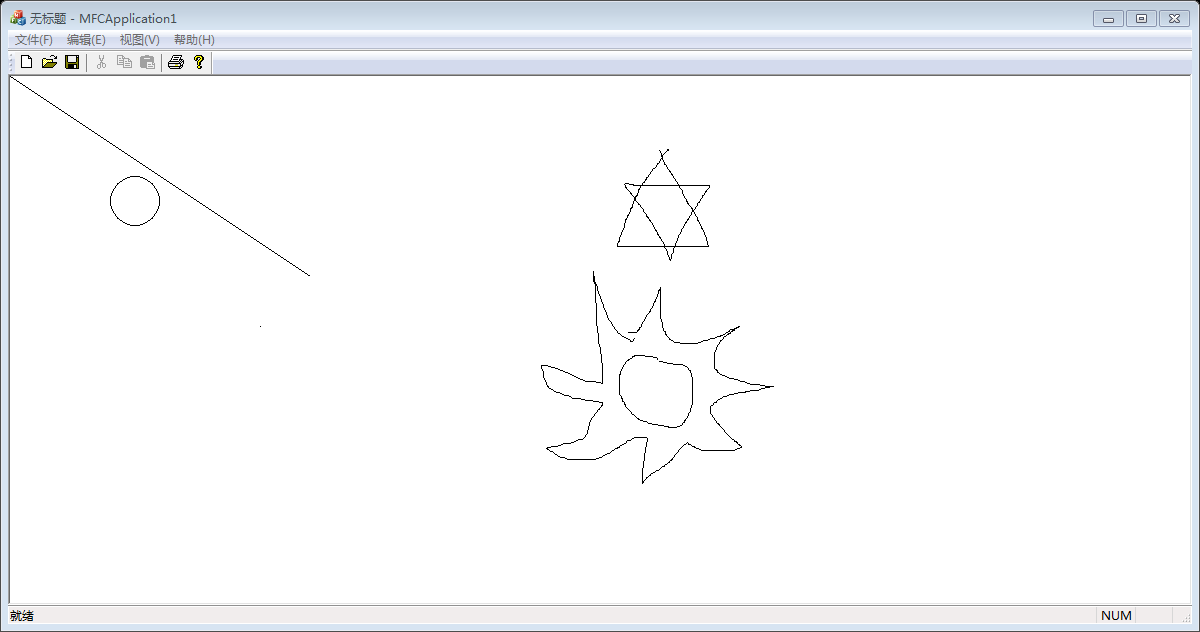 无标题 - MFCApplication1
文件(F) 编辑(E) 视图(V) 帮助(H)
就绪 NUM